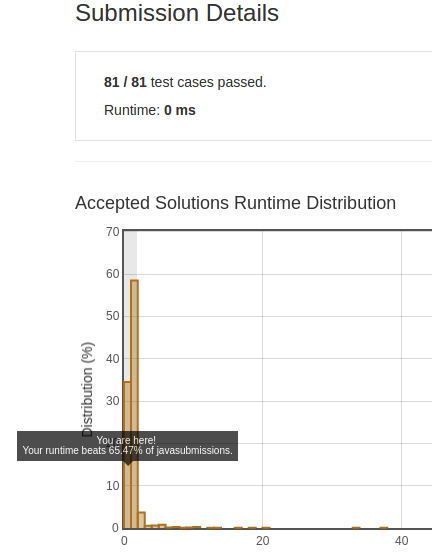 Submission Details
81 / 81 test cases passed.
Runtime: 0 ms
Accepted Solutions Runtime Distribution
70
60
50
40
30
10
0
Distribution (%)
You are here!
Your runtime beats 65.47% of javasubmissions.
0
20
40